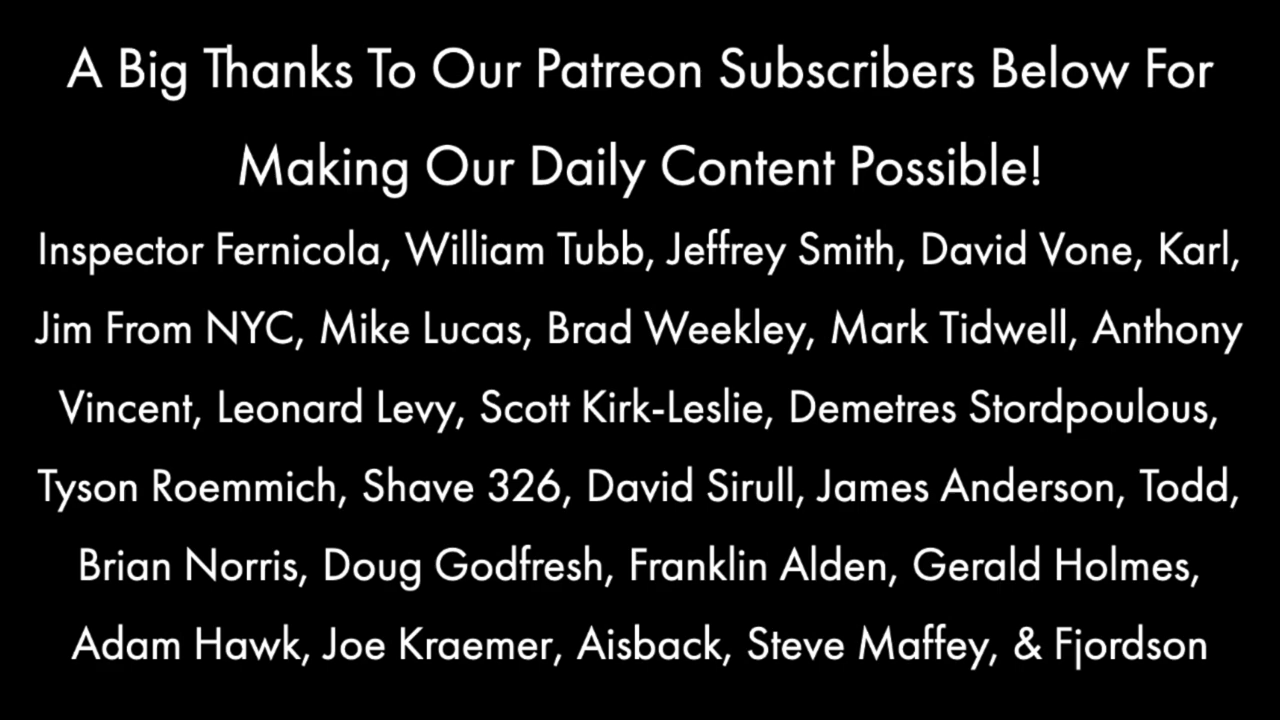 A Big Thanks To Our Patreon Subscribers Below For
Making Our Daily Content Possible!
Inspector Fernicola, William Tubb, Jeffrey Smith, David Vone, Karl,
Jim From NYC, Mike Lucas, Brad Weekley, Mark Tidwell, Anthony
Vincent, Leonard Levy, Scott Kirk-Leslie, Demetres Stordpoulous,
Tyson Roemmich, Shave 326, David Sirull, James Anderson, Todd,
Brian Norris, Doug Godfresh, Franklin Alden, Gerald Holmes,
Adam Hawk, Joe Kraemer, Aisback, Steve Maffey, & Fjordson